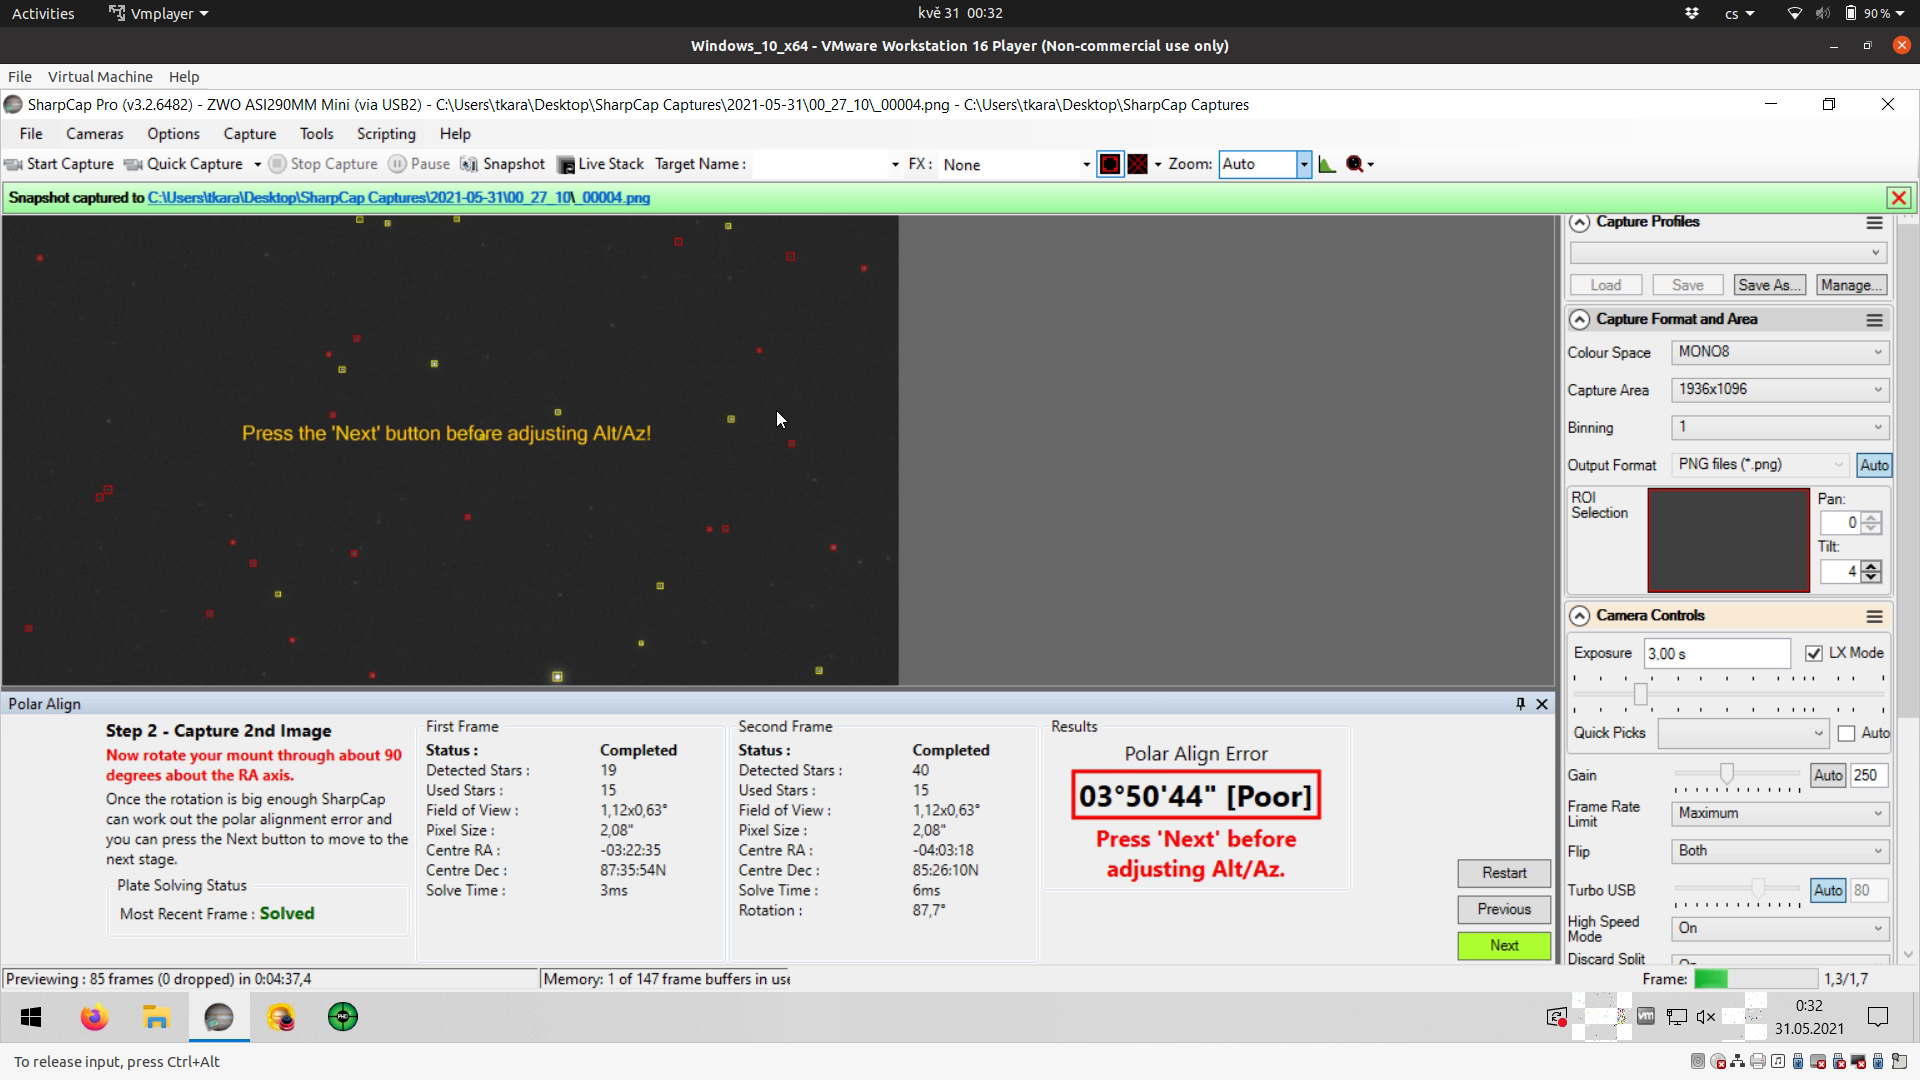 Activities
Vmplayer
kvě 31 00:32
cs
90 %
Windows_10_x64 - VMware Workstation 16 Player (Non-commercial use only)
File Virtual Machine Help
SharpCap Pro (v3.2.6482) - ZWO ASI290MM Mini (via USB2) - C:\Users\tkara\Desktop\SharpCap Captures\2021-05-31\00_27_10\_00004.png - C:\Users\tkara\Desktop\SharpCap Captures
File Cameras Options Capture Tools Scripting Help
Start Capture Quick Capture Stop Capture Pause Snapshot Live Stack Target Name : FX : None Zoom: Auto
Snapshot captured to C:\Users\tkara\Desktop\SharpCap Captures\2021-05-31\00_27_10\_00004.png
Press the 'Next' button before adjusting Alt/Az!
Capture Profiles
Load Save Save As... Manage...
Capture Format and Area
Colour Space MONO8
Capture Area 1936x1096
Binning 1
Output Format PNG files (*.png) Auto
ROI Selection
Pan:
0
Tilt:
4
Camera Controls
Exposure 3,00 s LX Mode
Quick Picks Auto
Gain Auto 250
Frame Rate Limit Maximum
Flip Both
Turbo USB Auto 80
High Speed Mode On
Discard Split
Polar Align
Step 2 - Capture 2nd Image
Now rotate your mount through about 90
degrees about the RA axis.
Once the rotation is big enough SharpCap
can work out the polar alignment error and
you can press the Next button to move to the
next stage.
Plate Solving Status
Most Recent Frame : Solved
First Frame
Status : Completed
Detected Stars : 19
Used Stars : 15
Field of View : 1,12x0,63°
Pixel Size : 2,08"
Centre RA : -03:22:35
Centre Dec : 87:35:54N
Solve Time : 3ms
Second Frame
Status : Completed
Detected Stars : 40
Used Stars : 15
Field of View : 1,12x0,63°
Pixel Size : 2,08"
Centre RA : -04:03:18
Centre Dec : 85:26:10N
Solve Time : 6ms
Rotation : 87,7°
Results
Polar Align Error
03°50'44" [Poor]
Press 'Next' before
adjusting Alt/Az.
Restart
Previous
Next
Previewing : 85 frames (0 dropped) in 0:04:37,4
Memory: 1 of 147 frame buffers in use
Frame: 1,3/1,7
PHD
vm
0:32
31.05.2021
To release input, press Ctrl+Alt